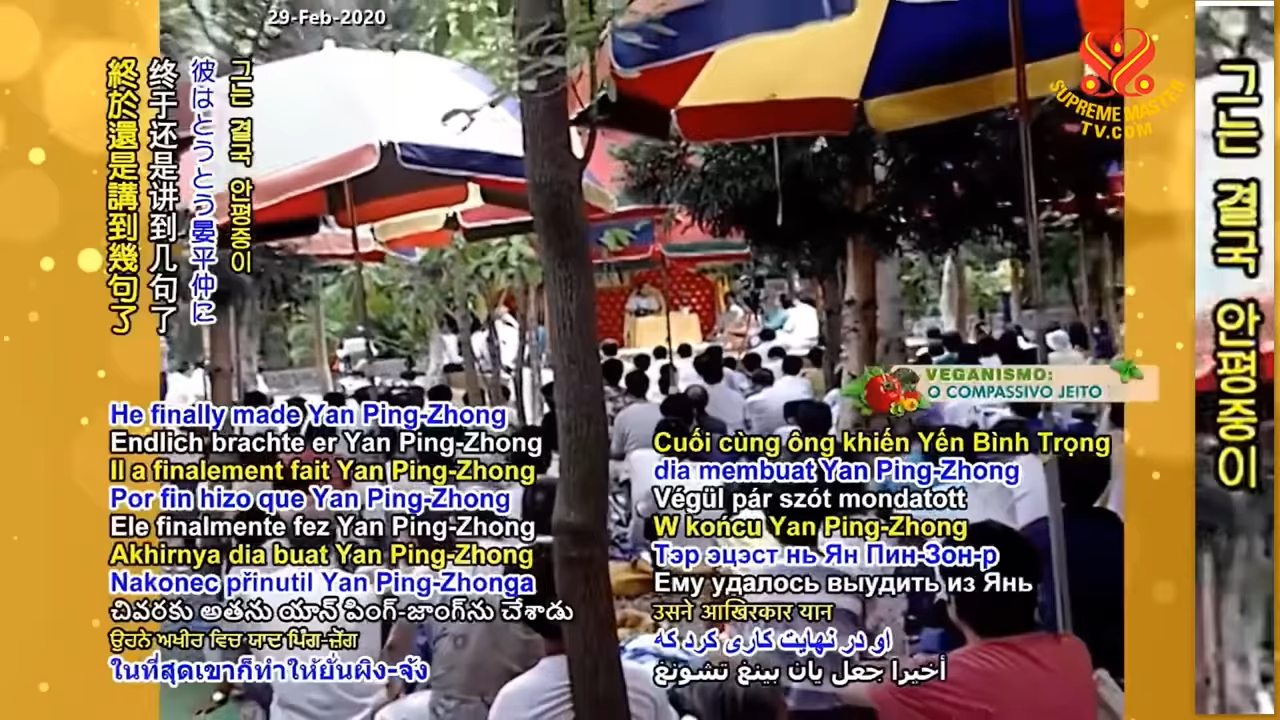 29-Feb-2020
SUPREME MASTER
TV.COM
終於還是講到幾句了
终于还是讲到几句了
彼はとうとう晏平仲に
그는 결국 안평중이
그는 결국 안평중이
VEGANISMO:
O COMPASSIVO JEITO
He finally made Yan Ping-Zhong
Endlich brachte er Yan Ping-Zhong
Il a finalement fait Yan Ping-Zhong
Por fin hizo que Yan Ping-Zhong
Ele finalmente fez Yan Ping-Zhong
Akhirnya dia buat Yan Ping-Zhong
Nakonec přinutil Yan Ping-Zhonga
చివరకు అతను యాన్ పింగ్-జాంగ్‌ను చేశాడు
ਉਹਨੇ ਅਖੀਰ ਵਿਚ ਯਾਦ ਪਿੰਗ-ਜ਼ੋਂਗ
ในที่สุดเขาก็ทำให้ยั่นผิง-จ้ง
Cuối cùng ông khiến Yến Bình Trọng
dia membuat Yan Ping-Zhong
Végül pár szót mondatott
W końcu Yan Ping-Zhong
Тэр эцэст нь Ян Пин-Зон-р
Ему удалось выудить из Янь
उसने आखिरकार यान
او در نهایت کاری کرد که
أخيرا جعل يان بينغ تشونغ